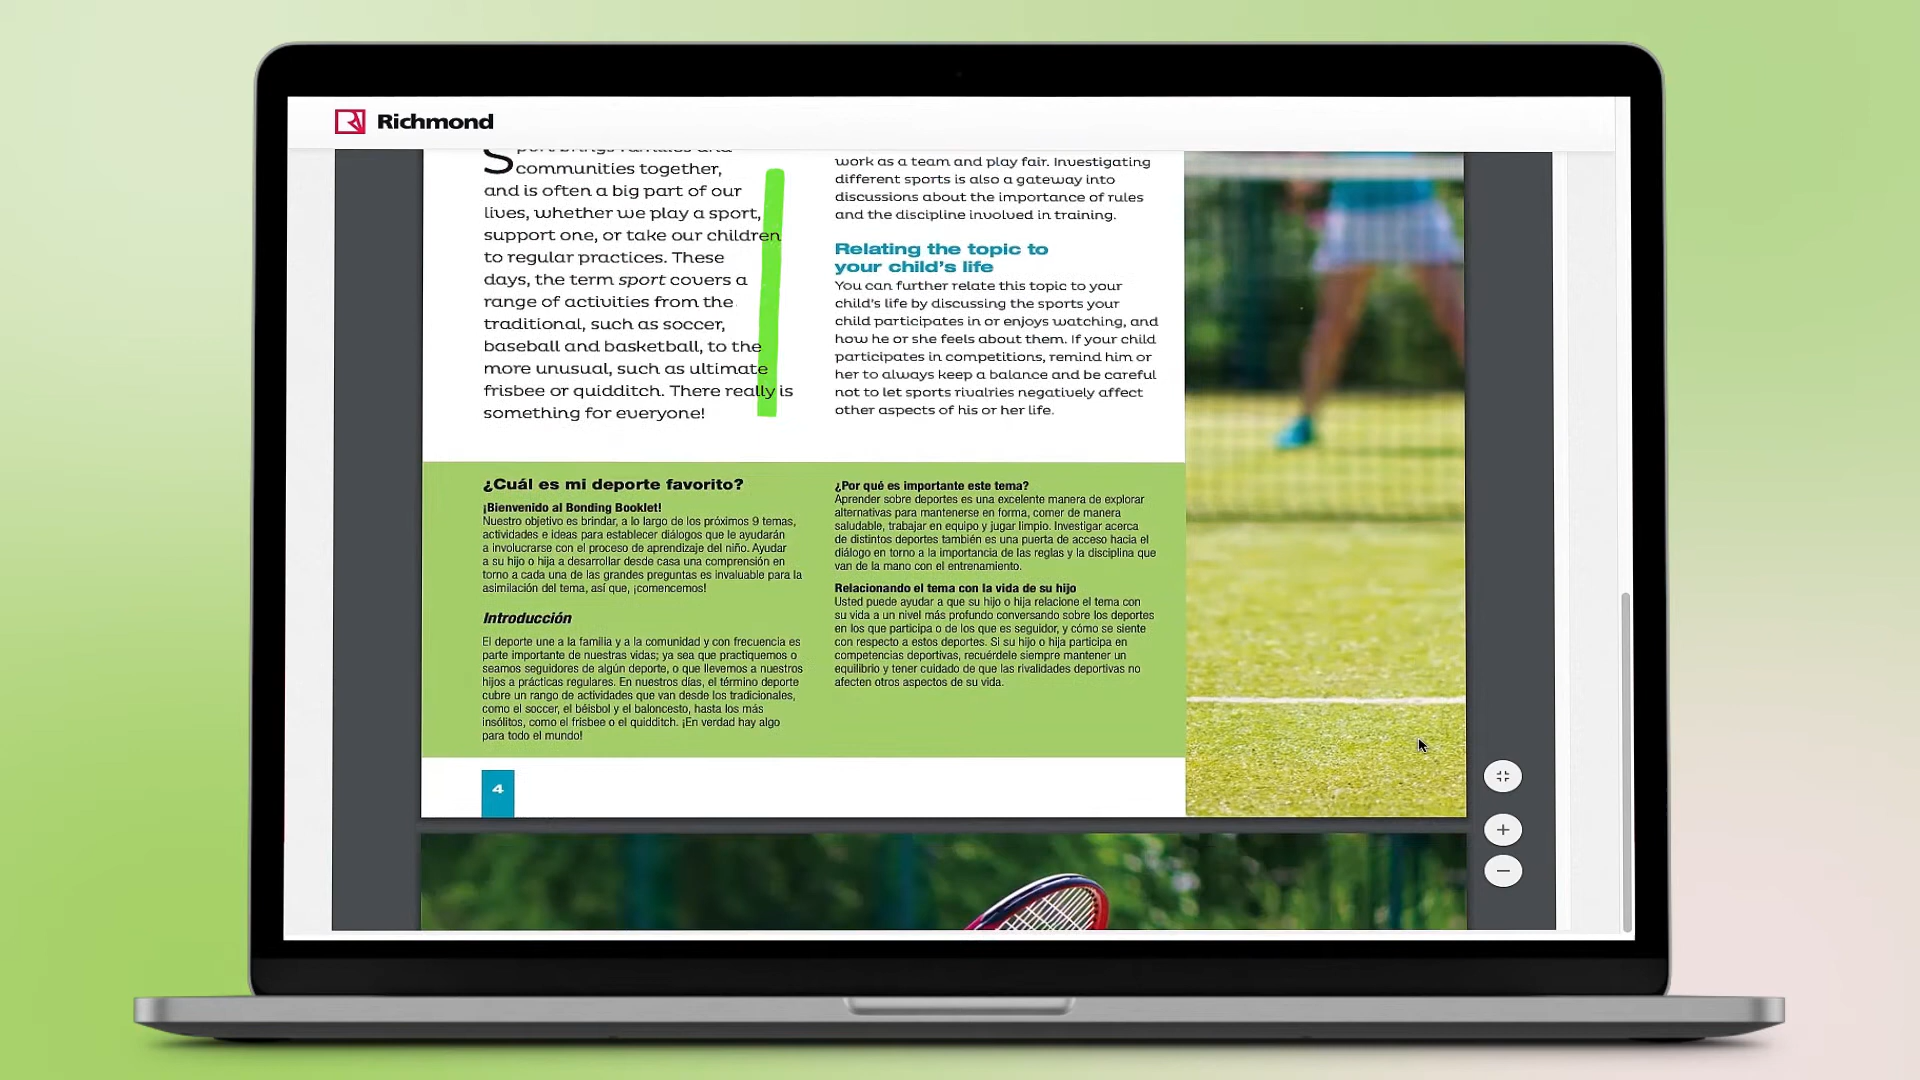 Richmond
Sport brings families and
communities together,
and is often a big part of our
lives, whether we play a sport,
support one, or take our children
to regular practices. These
days, the term sport covers a
range of activities from the
traditional, such as soccer,
baseball and basketball, to the
more unusual, such as ultimate
frisbee or quidditch. There really is
something for everyone!
work as a team and play fair. Investigating
different sports is also a gateway into
discussions about the importance of rules
and the discipline involved in training.
Relating the topic to
your child's life
You can further relate this topic to your
child's life by discussing the sports your
child participates in or enjoys watching, and
how he or she feels about them. If your child
participates in competitions, remind him or
her to always keep a balance and be careful
not to let sports rivalries negatively affect
other aspects of his or her life.
¿Cuál es mi deporte favorito?
¡Bienvenido al Bonding Booklet!
Nuestro objetivo es brindar, a lo largo de los próximos 9 temas,
actividades e ideas para establecer diálogos que le ayudarán
a involucrarse con el proceso de aprendizaje del niño. Ayudar
a su hijo o hija a desarrollar desde casa una comprensión en
torno a cada una de las grandes preguntas es invaluable para la
asimilación del tema, así que, ¡comencemos!
Introducción
El deporte une a la familia y a la comunidad y con frecuencia es
parte importante de nuestras vidas; ya sea que practiquemos o
seamos seguidores de algún deporte, o que llevemos a nuestros
hijos a prácticas regulares. En nuestros días, el término deporte
cubre un rango de actividades que van desde los tradicionales,
como el soccer, el béisbol y el baloncesto, hasta los más
insólitos, como el frisbee o el quidditch. ¡En verdad hay algo
para todo el mundo!
¿Por qué es importante este tema?
Aprender sobre deportes es una excelente manera de explorar
alternativas para mantenerse en forma, comer de manera
saludable, trabajar en equipo y jugar limpio. Investigar acerca
de distintos deportes también es una puerta de acceso hacia el
diálogo en torno a la importancia de las reglas y la disciplina que
van de la mano con el entrenamiento.
Relacionando el tema con la vida de su hijo
Usted puede ayudar a que su hijo o hija relacione el tema con
su vida a un nivel más profundo conversando sobre los deportes
en los que participa o de los que es seguidor, y cómo se siente
con respecto a estos deportes. Si su hijo o hija participa en
competencias deportivas, recuérdele siempre mantener un
equilibrio y tener cuidado de que las rivalidades deportivas no
afecten otros aspectos de su vida.
4